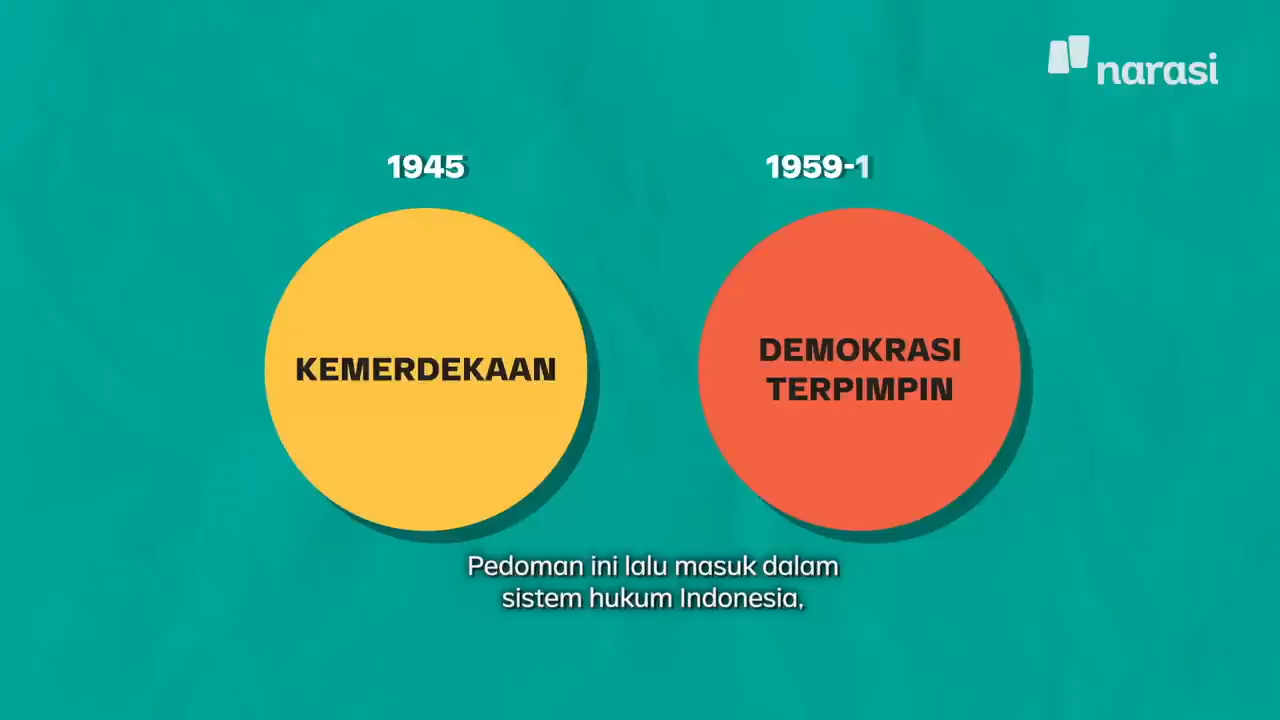 narasi
1945
1959-1
KEMERDEKAAN
DEMOKRASI
TERPIMPIN
Pedoman ini lalu masuk dalam
sistem hukum Indonesia,